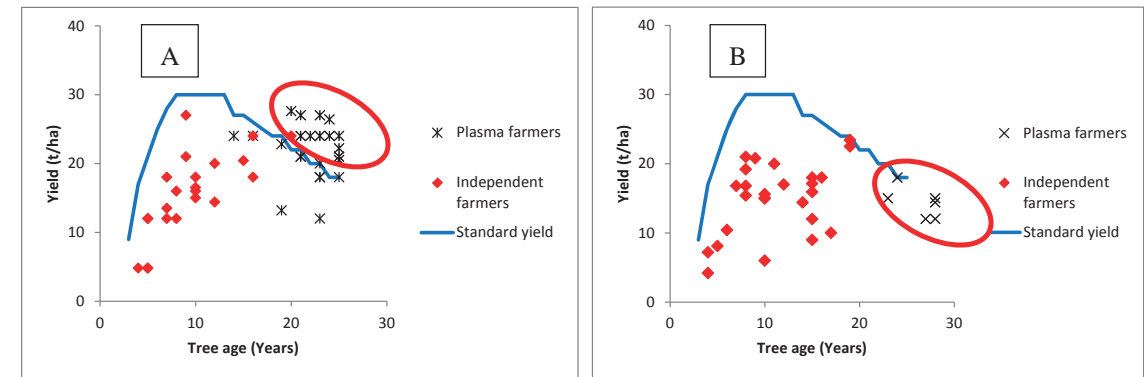 A
Yield (t/ha)
40
30
20
10
0
0 10 20 30
Tree age (Years)
Plasma farmers
Independent
farmers
Standard yield
B
Yield (t/ha)
40
30
20
10
0
0 10 20 30
Tree age (Years)
Plasma farmers
Independent
farmers
Standard yield